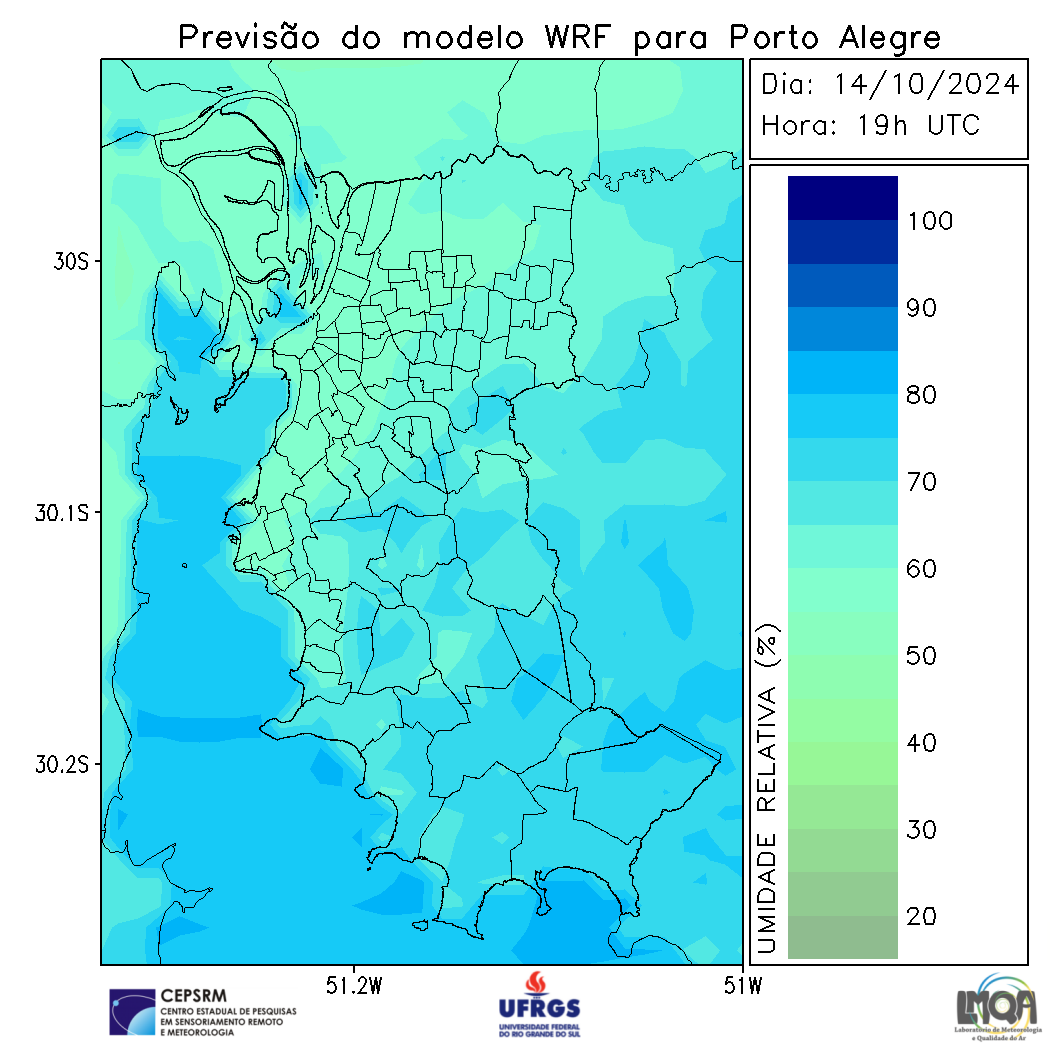 Previsão do modelo WRF para Porto Alegre
Dia: 14/10/2024
Hora: 19h UTC
100
90
80
70
60
50
40
30
20
UMIDADE RELATIVA (%)
30S
30.1S
30.2S
51.2W
51W
CEPSRM
CENTRO ESTADUAL DE PESQUISAS
EM SENSORIAMENTO REMOTO
E METEOROLOGIA
UFRGS
UNIVERSIDADE FEDERAL
DO RIO GRANDE DO SUL
LMQA
Laboratório de Meteorologia
e Qualidade do Ar